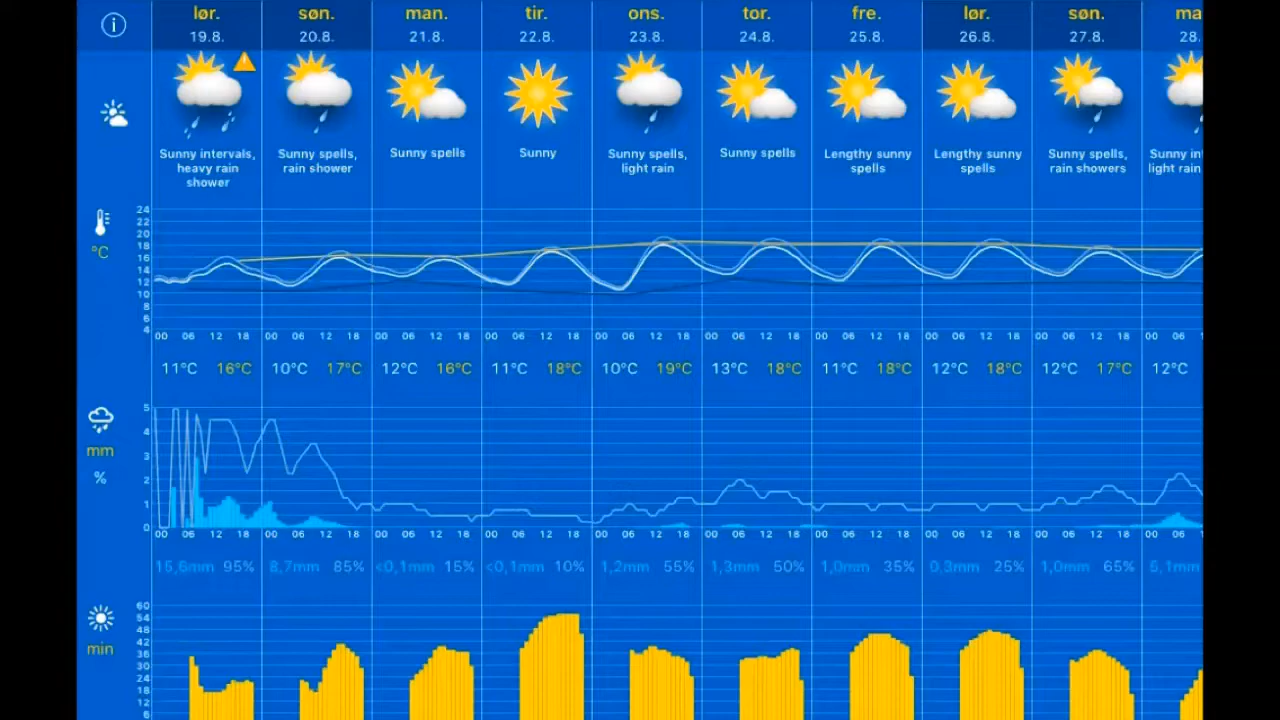 lør. søn. man. tir. ons. tor. fre. lør. søn. ma
19.8. 20.8. 21.8. 22.8. 23.8. 24.8. 25.8. 26.8. 27.8. 28.
Sunny intervals, heavy rain shower
Sunny spells, rain shower
Sunny spells
Sunny
Sunny spells, light rain
Sunny spells
Lengthy sunny spells
Lengthy sunny spells
Sunny spells, rain showers
Sunny int
light rain
°C
24
22
20
18
16
14
12
10
8
6
4
00 06 12 18 00 06 12 18 00 06 12 18 00 06 12 18 00 06 12 18 00 06 12 18 00 06 12 18 00 06 12 18 00 06 12 18 00 06 1
11°C 16°C 10°C 17°C 12°C 16°C 11°C 18°C 10°C 19°C 13°C 18°C 11°C 18°C 12°C 18°C 12°C 17°C 12°C
mm
%
5
4
3
2
1
0
00 06 12 18 00 06 12 18 00 06 12 18 00 06 12 18 00 06 12 18 00 06 12 18 00 06 12 18 00 06 12 18 00 06 12 18 00 06 1
15,6mm 95% 8,7mm 85% <0,1mm 15% <0,1mm 10% 1,2mm 55% 1,3mm 50% 1,0mm 35% 0,3mm 25% 1,0mm 65% 5,1mm
min
60
54
48
42
36
30
24
18
12
6